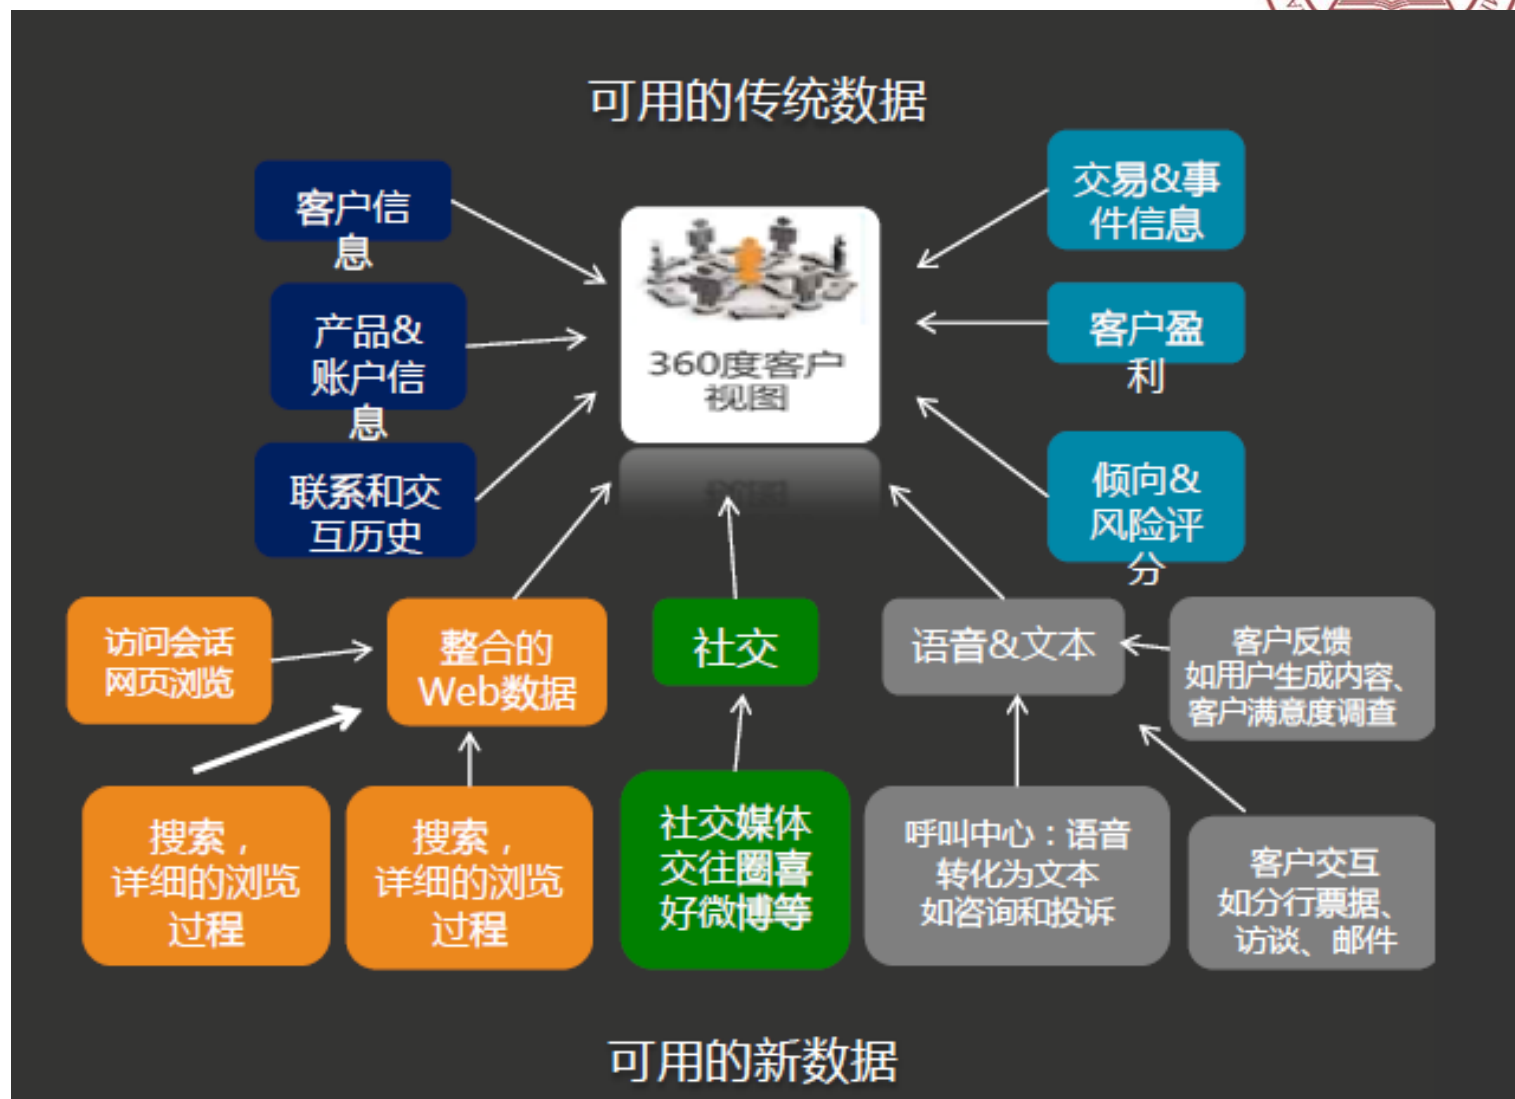 可用的传统数据
客户信
息
产品&
账户信
息
联系和交
互历史
360度客户
视图
交易&事
件信息
客户盈
利
倾向&
风险评
分
访问会话
网页浏览
整合的
Web数据
社交
语音&文本
客户反馈
如用户生成内容、
客户满意度调查
搜索，
详细的浏览
过程
搜索，
详细的浏览
过程
社交媒体
交往圈喜
好微博等
呼叫中心：语音
转化为文本
如咨询和投诉
客户交互
如分行票据、
访谈、邮件
可用的新数据